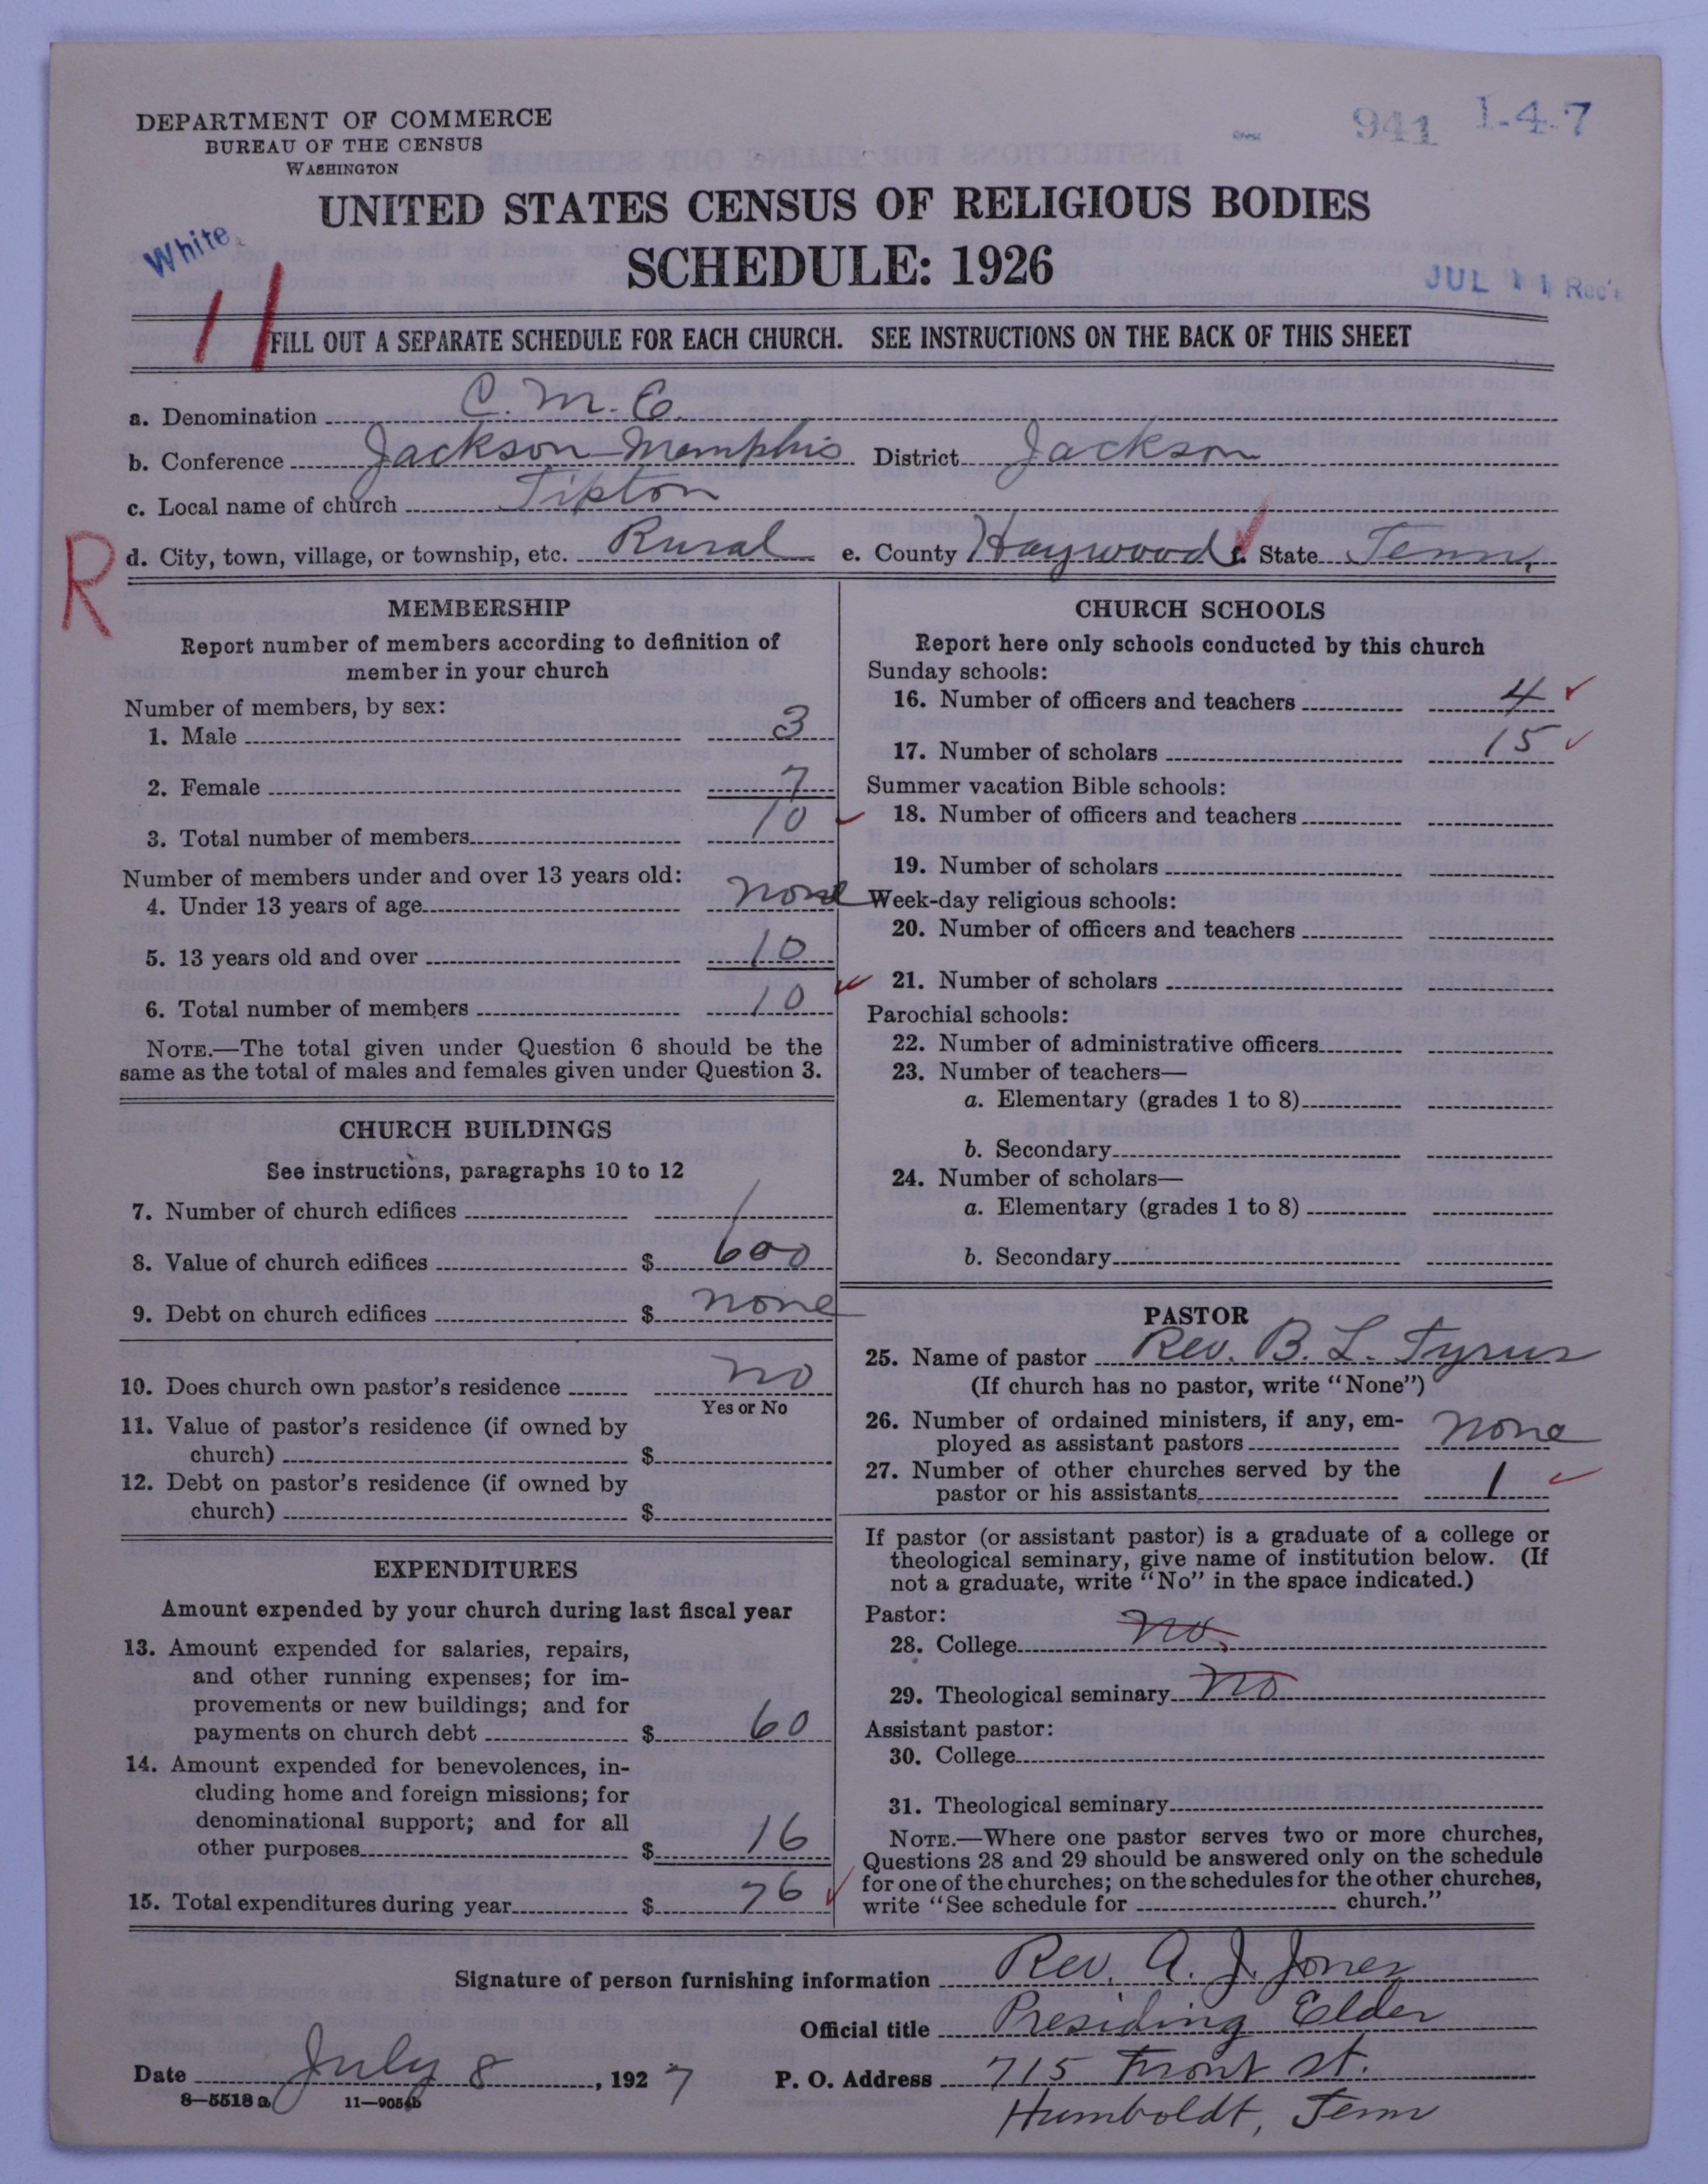 941 1-4-7
DEPARTMENT OF COMMERCE
BUREAU OF THE CENSUS
WASHINGTON
UNITED STATES CENSUS OF RELIGIOUS BODIES
White
SCHEDULE: 1926
JUL 11 Rec'd
11
FILL OUT A SEPARATE SCHEDULE FOR EACH CHURCH. SEE INSTRUCTIONS ON THE BACK OF THIS SHEET
a. Denomination C. M. E.
b. Conference Jackson-Memphis District Jackson
c. Local name of church Tipton
R
d. City, town, village, or township, etc. Rural e. County Haywood f. State Tenn.
MEMBERSHIP
Report number of members according to definition of
member in your church
Number of members, by sex:
1. Male 3
2. Female 7
3. Total number of members 10
Number of members under and over 13 years old:
4. Under 13 years of age none
5. 13 years old and over 10
6. Total number of members 10
NOTE.—The total given under Question 6 should be the
same as the total of males and females given under Question 3.
CHURCH BUILDINGS
See instructions, paragraphs 10 to 12
7. Number of church edifices 1
8. Value of church edifices $ 600
9. Debt on church edifices $ none
10. Does church own pastor's residence no
Yes or No
11. Value of pastor's residence (if owned by
church) $
12. Debt on pastor's residence (if owned by
church) $
EXPENDITURES
Amount expended by your church during last fiscal year
13. Amount expended for salaries, repairs,
and other running expenses; for im-
provements or new buildings; and for
payments on church debt $ 60
14. Amount expended for benevolences, in-
cluding home and foreign missions; for
denominational support; and for all
other purposes $ 16
15. Total expenditures during year $ 76
CHURCH SCHOOLS
Report here only schools conducted by this church
Sunday schools:
16. Number of officers and teachers 4
17. Number of scholars 15
Summer vacation Bible schools:
18. Number of officers and teachers
19. Number of scholars
Week-day religious schools:
20. Number of officers and teachers
21. Number of scholars
Parochial schools:
22. Number of administrative officers
23. Number of teachers—
a. Elementary (grades 1 to 8)
b. Secondary
24. Number of scholars—
a. Elementary (grades 1 to 8)
b. Secondary
PASTOR
25. Name of pastor Rev. B. L. Tyrus
(If church has no pastor, write "None")
26. Number of ordained ministers, if any, em-
ployed as assistant pastors none
27. Number of other churches served by the
pastor or his assistants 1
If pastor (or assistant pastor) is a graduate of a college or
theological seminary, give name of institution below. (If
not a graduate, write "No" in the space indicated.)
Pastor:
28. College no.
29. Theological seminary no
Assistant pastor:
30. College
31. Theological seminary
NOTE.—Where one pastor serves two or more churches,
Questions 28 and 29 should be answered only on the schedule
for one of the churches; on the schedules for the other churches,
write "See schedule for church."
Signature of person furnishing information Rev. A. J. Jones
Official title Presiding Elder
Date July 8, 1927 P. O. Address 715 Front st.
8-5518 a 11-9054b
Humboldt, Tenn